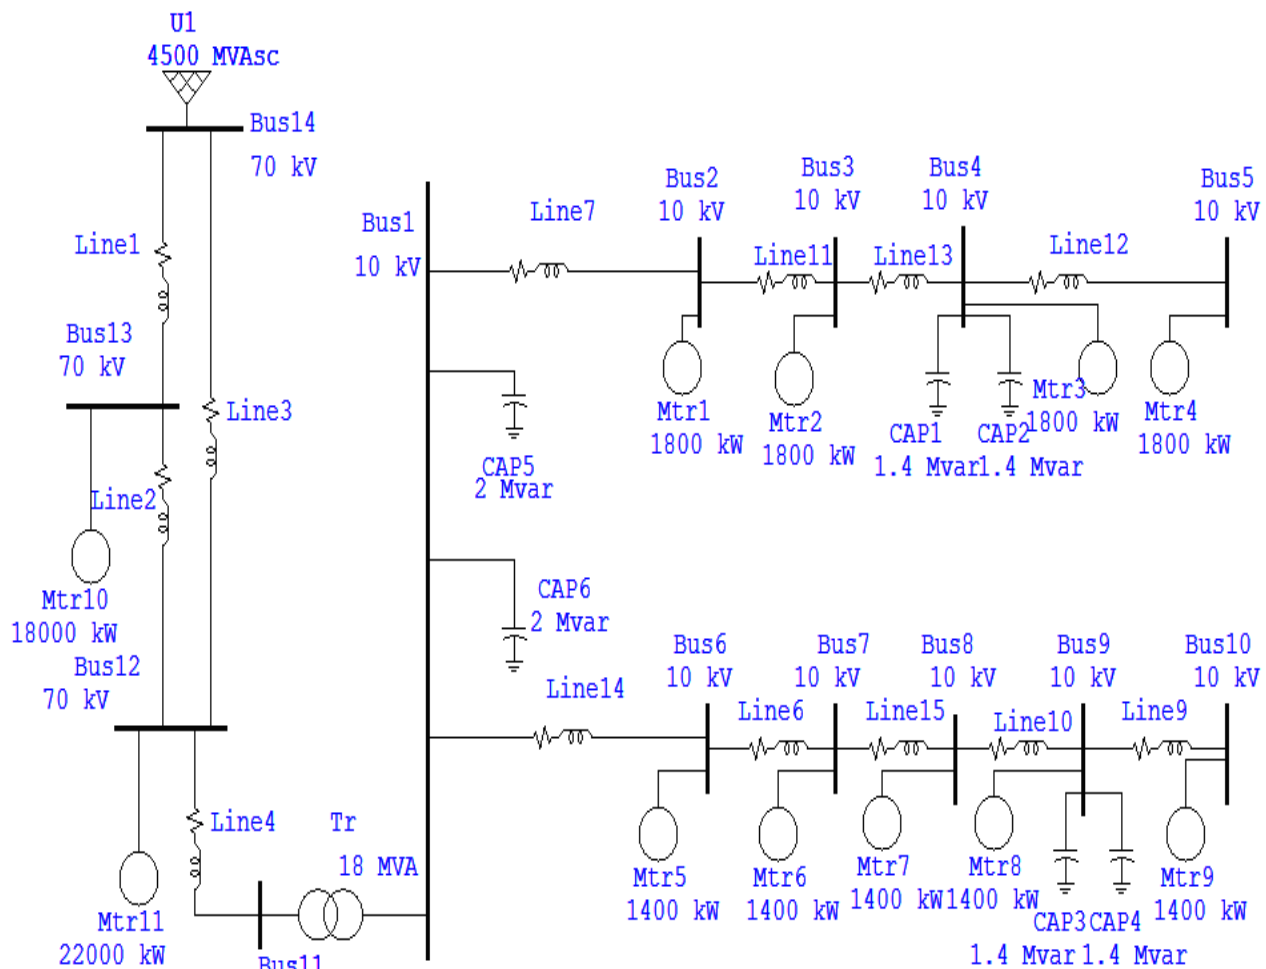 U1
4500 MVAsc
Bus14
70 kV
Line1
Bus13
70 kV
Line3
Line2
Mtr10
18000 kW
Bus12
70 kV
Line4
Mtr11
22000 kW
Bus11
Tr
18 MVA
Bus1
10 kV
Line7
Bus2
10 kV
Line11
Bus3
10 kV
Line13
Bus4
10 kV
Line12
Bus5
10 kV
Mtr1
1800 kW
Mtr2
1800 kW
CAP1
1.4 Mvar
CAP2
1.4 Mvar
Mtr3
1800 kW
Mtr4
1800 kW
CAP5
2 Mvar
CAP6
2 Mvar
Line14
Bus6
10 kV
Line6
Bus7
10 kV
Line15
Bus8
10 kV
Line10
Bus9
10 kV
Line9
Bus10
10 kV
Mtr5
1400 kW
Mtr6
1400 kW
Mtr7
1400 kW
Mtr8
1400 kW
CAP3
1.4 Mvar
CAP4
1.4 Mvar
Mtr9
1400 kW